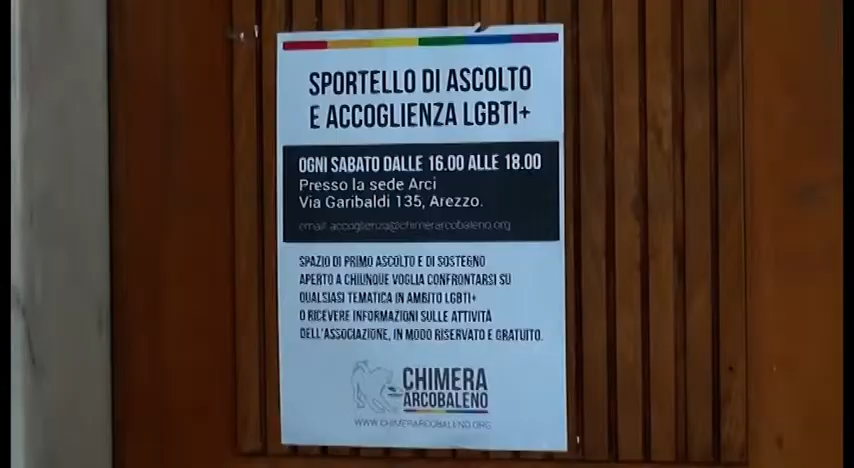 SPORTELLO DI ASCOLTO
E ACCOGLIENZA LGBTI+
OGNI SABATO DALLE 16.00 ALLE 18.00
Presso la sede Arci
Via Garibaldi 135, Arezzo.
email: accoglienza@chimerarcobaleno.org
SPAZIO DI PRIMO ASCOLTO E DI SOSTEGNO
APERTO A CHIUNQUE VOGLIA CONFRONTARSI SU
QUALSIASI TEMATICA IN AMBITO LGBTI+
O RICEVERE INFORMAZIONI SULLE ATTIVITÀ
DELL'ASSOCIAZIONE, IN MODO RISERVATO E GRATUITO.
CHIMERA
ARCOBALENO
WWW.CHIMERARCOBALENO.ORG